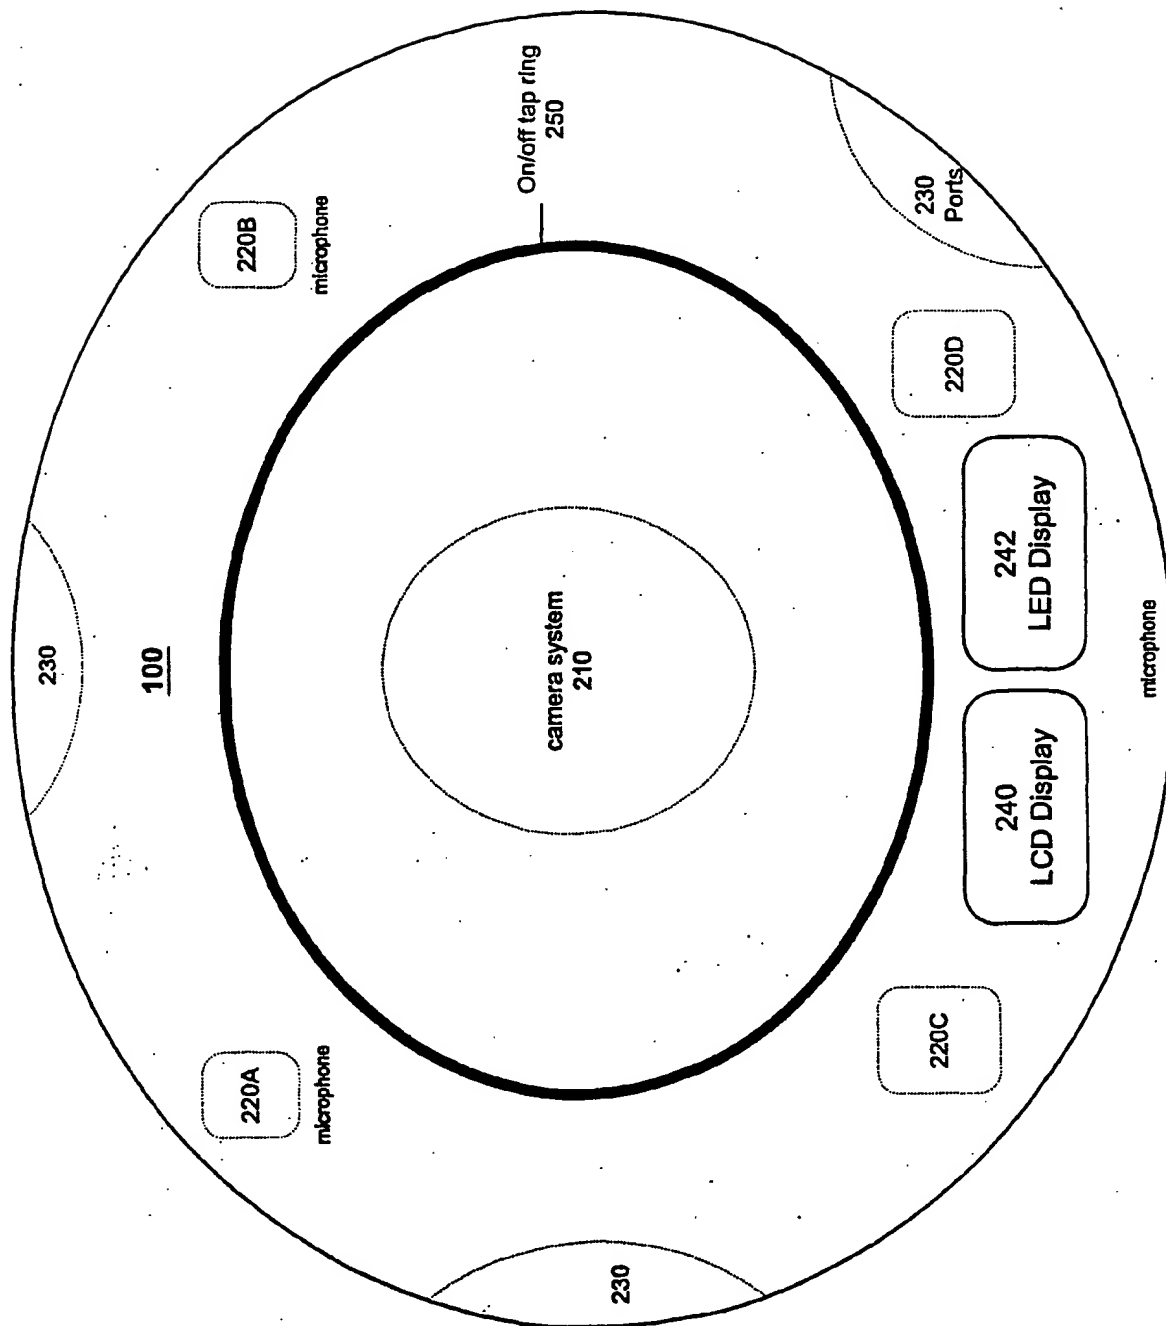 230
100
220A
microphone
220B
microphone
On/off tap ring
250
camera system
210
230
230
Ports
220C
220D
240
LCD Display
242
LED Display
microphone